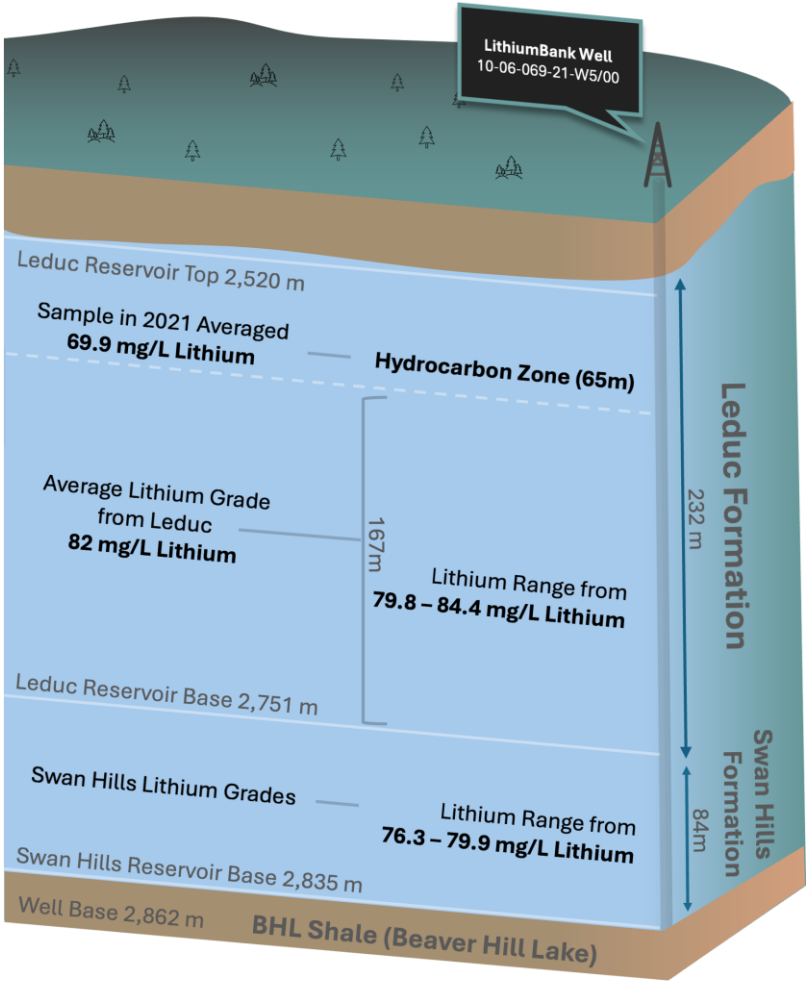 LithiumBank Well
10-06-069-21-W5/00
Leduc Reservoir Top 2,520 m
Sample in 2021 Averaged
69.9 mg/L Lithium
Hydrocarbon Zone (65m)
Leduc Formation
232 m
Average Lithium Grade
from Leduc
82 mg/L Lithium
167m
Lithium Range from
79.8 – 84.4 mg/L Lithium
Leduc Reservoir Base 2,751 m
Swan Hills
Formation
84m
Swan Hills Lithium Grades
Lithium Range from
76.3 – 79.9 mg/L Lithium
Swan Hills Reservoir Base 2,835 m
Well Base 2,862 m
BHL Shale (Beaver Hill Lake)